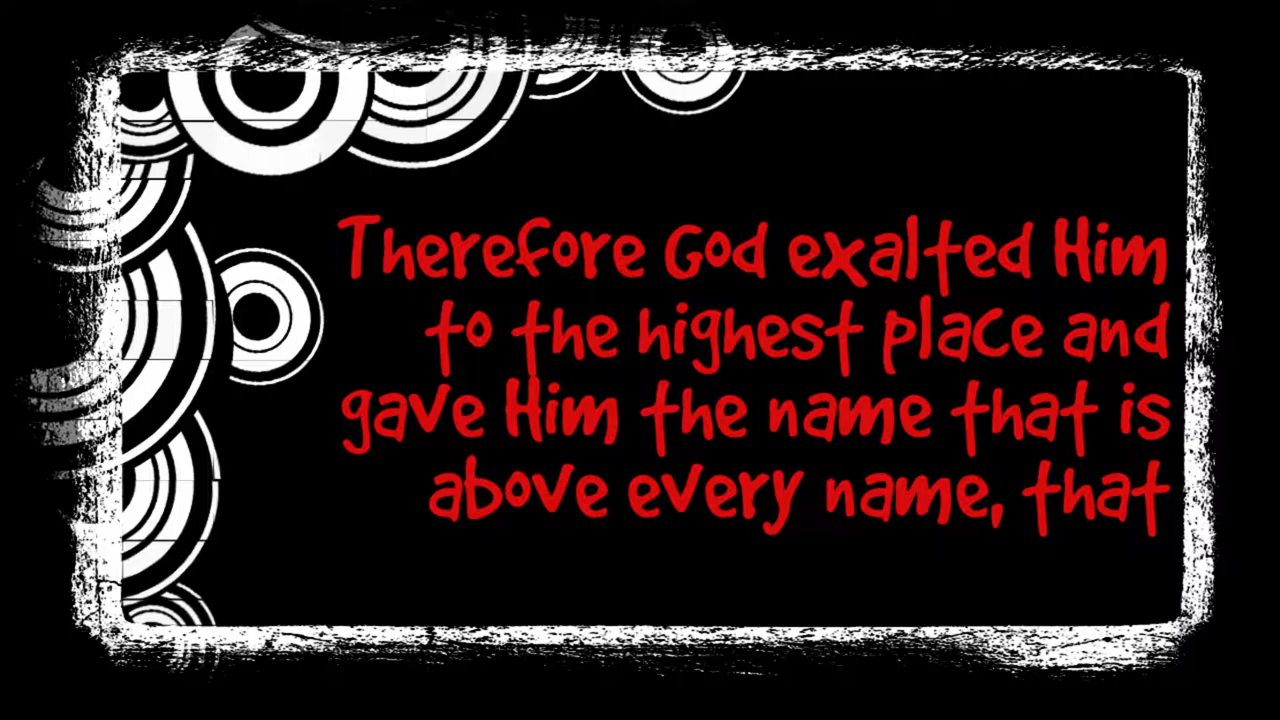 Therefore God exalted Him
to the highest place and
gave Him the name that is
above every name, that